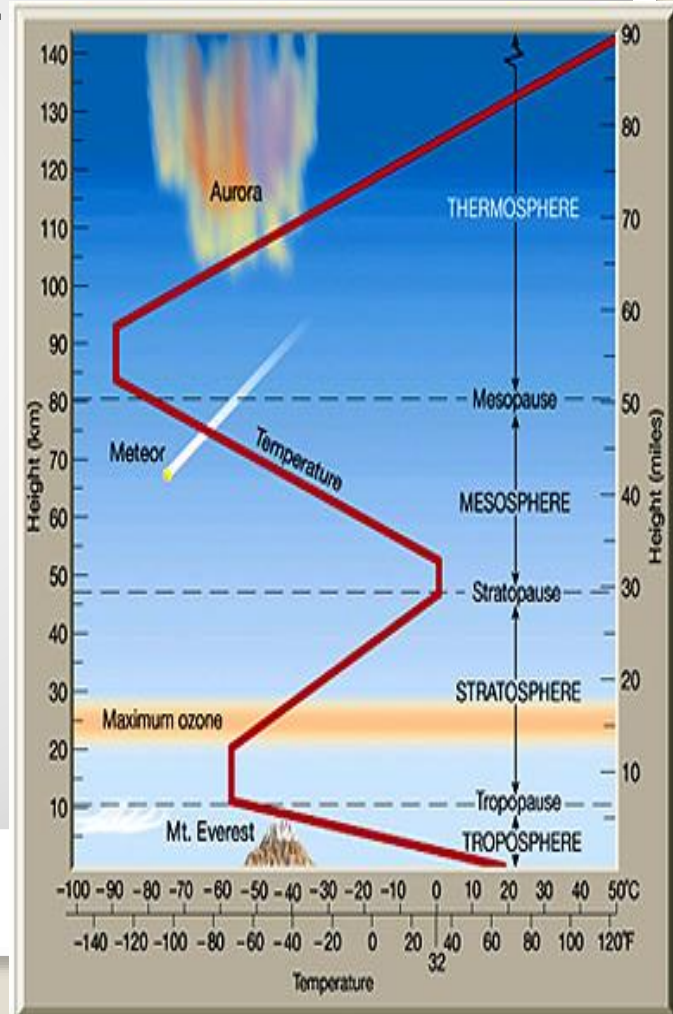 Height (km)
140
130
120
110
100
90
80
70
60
50
40
30
20
10
Aurora
Meteor
Temperature
Maximum ozone
Mt. Everest
THERMOSPHERE
Mesopause
MESOSPHERE
Stratopause
STRATOSPHERE
Tropopause
TROPOSPHERE
90
80
70
60
50
40
30
20
10
Height (miles)
-100 -90 -80 -70 -60 -50 -40 -30 -20 -10 0 10 20 30 40 50°C
-140 -120 -100 -80 -60 -40 -20 0 20 40 60 80 100 120°F
32
Temperature